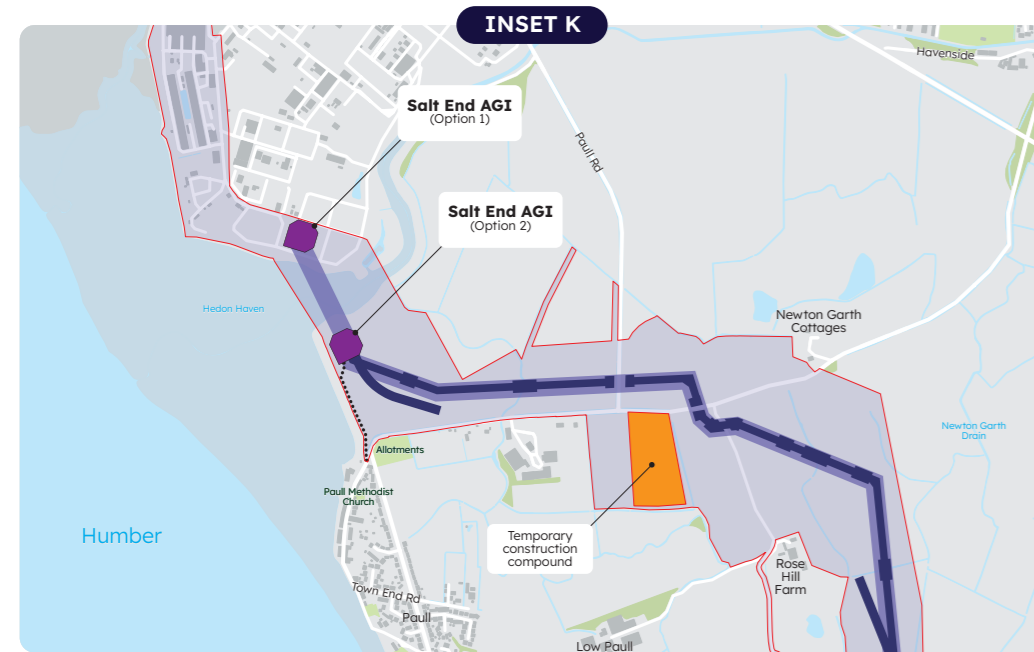 INSET K
Havenside
Salt End AGI
(Option 1)
Paull Rd
Salt End AGI
(Option 2)
Hedon Haven
Newton Garth
Cottages
Newton Garth
Drain
Allotments
Paull Methodist
Church
Humber
Temporary
construction
compound
Rose
Hill
Farm
Town End Rd
Paull
Low Paull